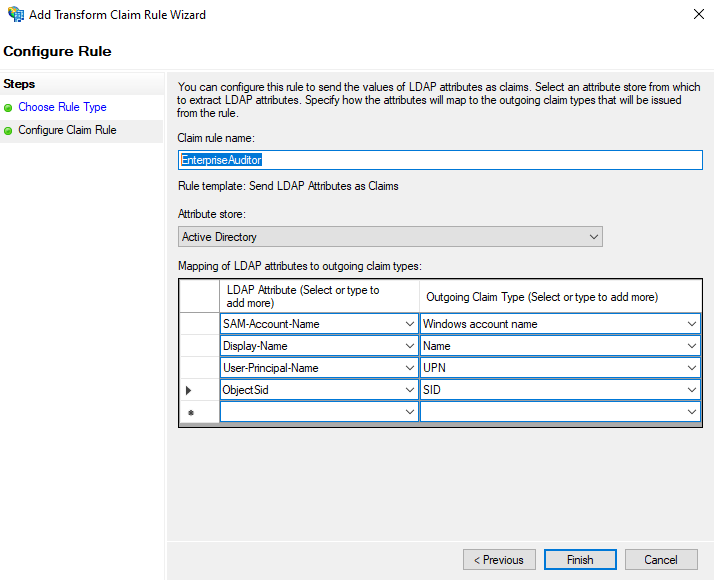 Add Transform Claim Rule Wizard
Configure Rule
Steps
Choose Rule Type
Configure Claim Rule
You can configure this rule to send the values of LDAP attributes as claims. Select an attribute store from which
to extract LDAP attributes. Specify how the attributes will map to the outgoing claim types that will be issued
from the rule.
Claim rule name:
EnterpriseAuditor
Rule template: Send LDAP Attributes as Claims
Attribute store:
Active Directory
Mapping of LDAP attributes to outgoing claim types:
LDAP Attribute (Select or type to
add more)
Outgoing Claim Type (Select or type to add more)
SAM-Account-Name Windows account name
Display-Name Name
User-Principal-Name UPN
ObjectSid SID
< Previous Finish Cancel